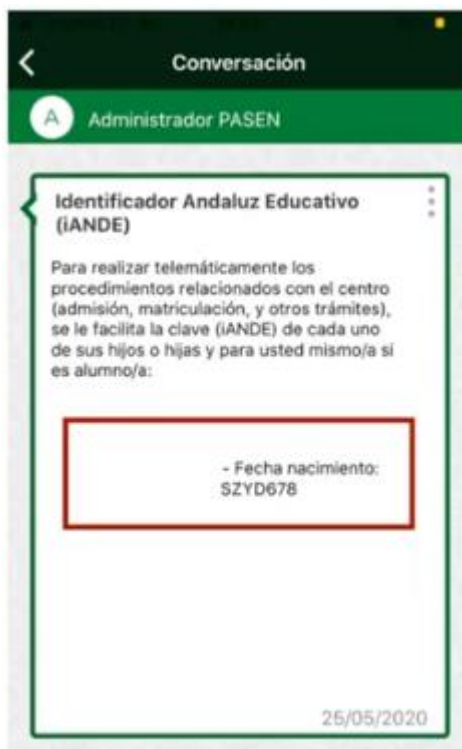 Conversación
A
Administrador PASEN
Identificador Andaluz Educativo
(iANDE)
Para realizar telemáticamente los
procedimientos relacionados con el centro
(admisión, matriculación, y otros trámites),
se le facilita la clave (iANDE) de cada uno
de sus hijos o hijas y para usted mismo/a si
es alumno/a:
- Fecha nacimiento:
SZYD678
25/05/2020